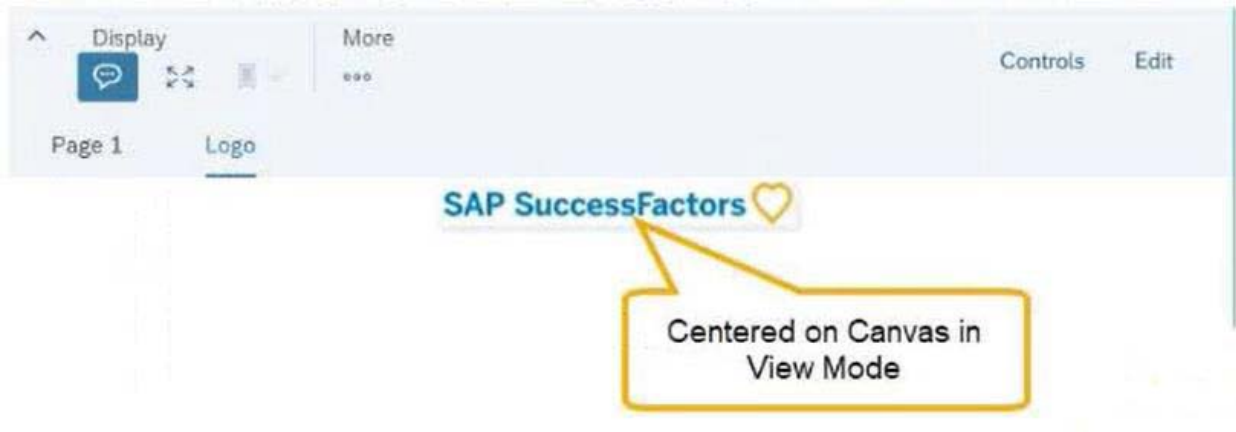 Display More
Controls Edit
Page 1 Logo
SAP SuccessFactors
Centered on Canvas in
View Mode